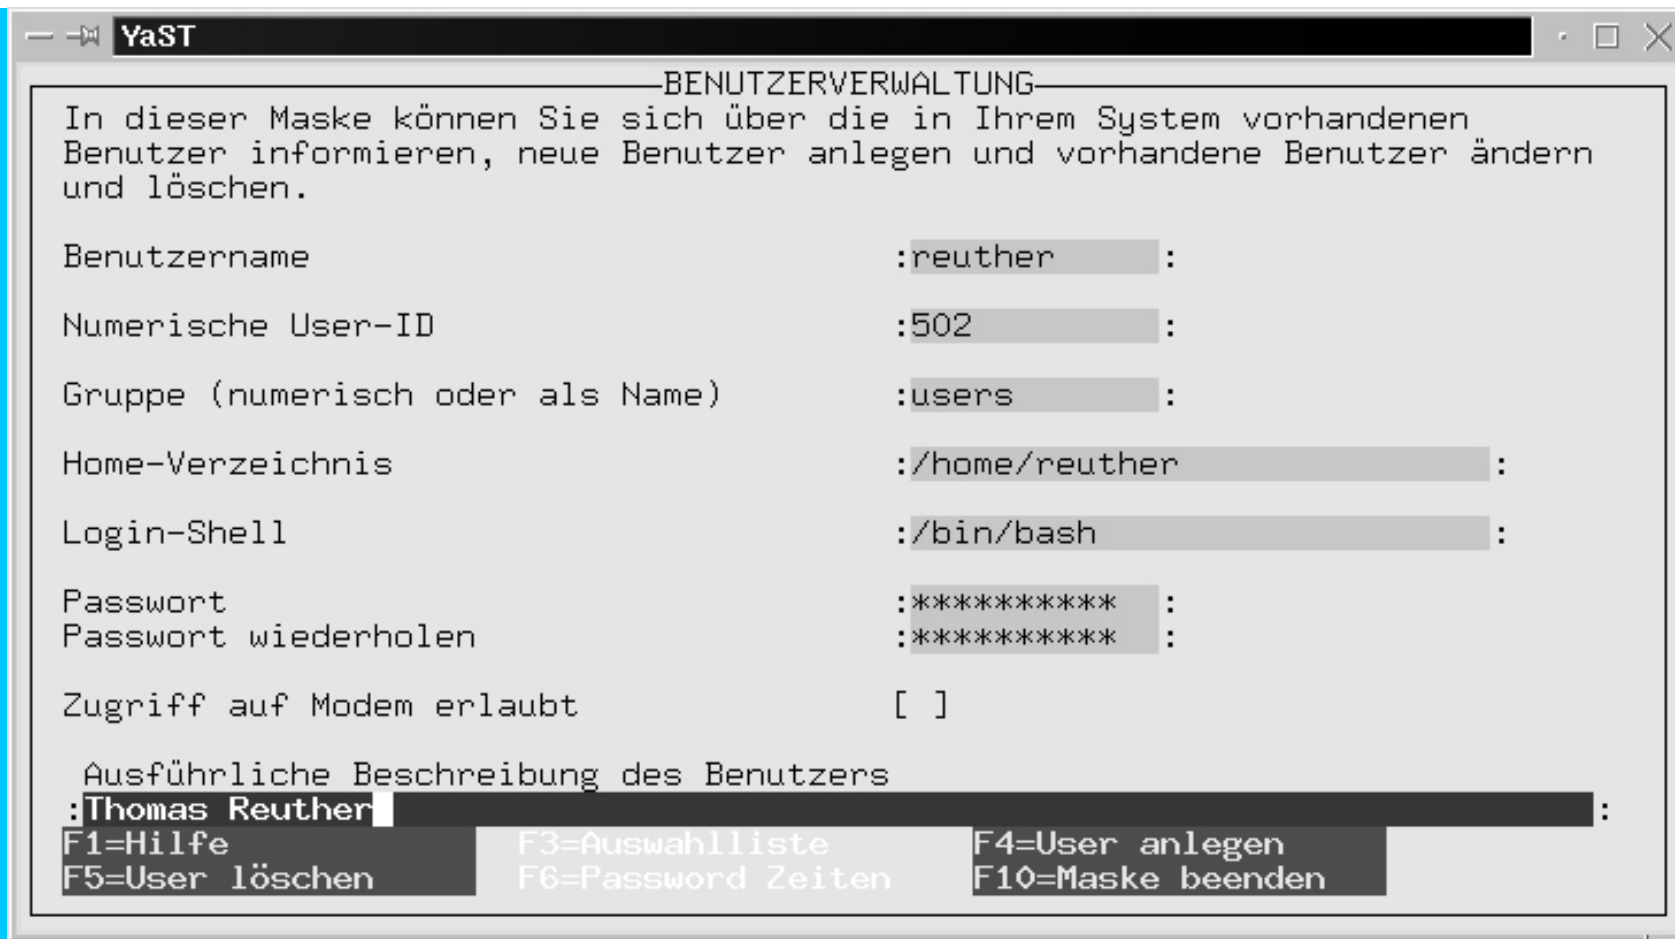 YaST
BENUTZERVERWALTUNG
In dieser Maske können Sie sich über die in Ihrem System vorhandenen
Benutzer informieren, neue Benutzer anlegen und vorhandene Benutzer ändern
und löschen.
Benutzername :reuther :
Numerische User-ID :502 :
Gruppe (numerisch oder als Name) :users :
Home-Verzeichnis :/home/reuther :
Login-Shell :/bin/bash :
Passwort :********** :
Passwort wiederholen :********** :
Zugriff auf Modem erlaubt [ ]
Ausführliche Beschreibung des Benutzers
:Thomas Reuther :
F1=Hilfe F3=Auswahlliste F4=User anlegen
F5=User löschen F6=Password Zeiten F10=Maske beenden